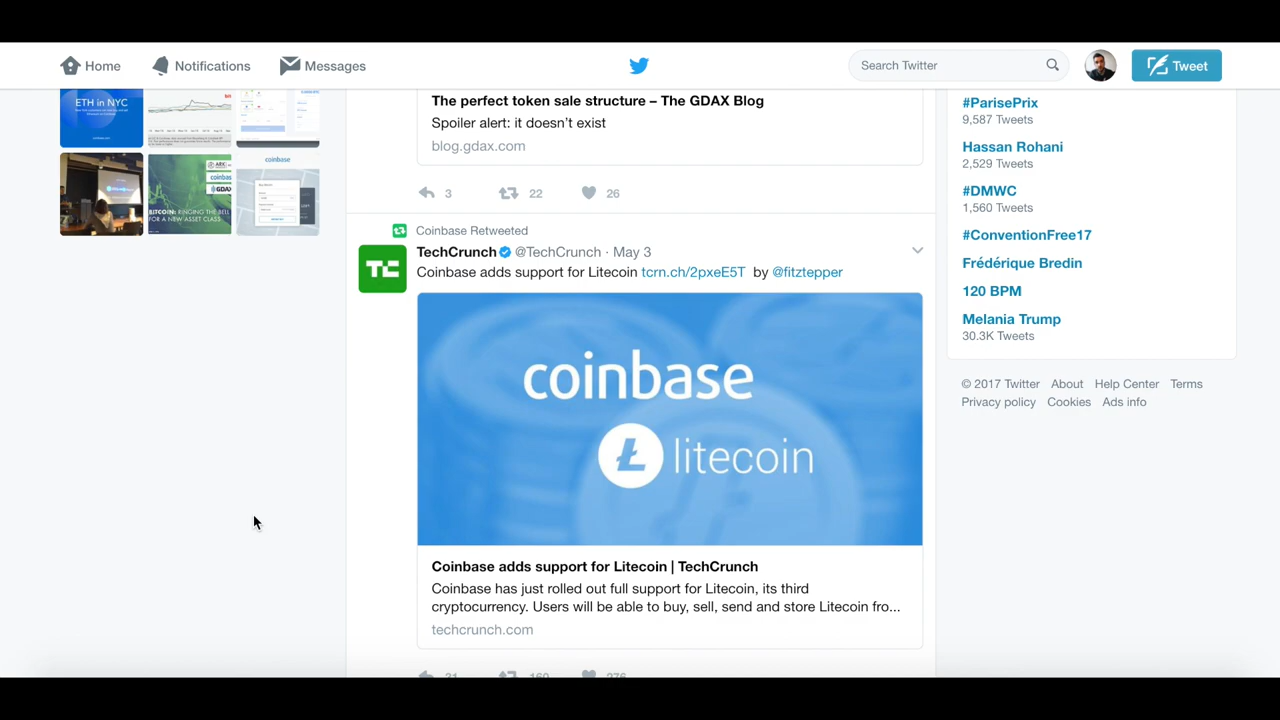 Home
Notifications
Messages
Search Twitter
Tweet
ETH in NYC
coinbase
GDAX
BITCOIN: RINGING THE BELL
FOR A NEW ASSET CLASS
coinbase
The perfect token sale structure – The GDAX Blog
Spoiler alert: it doesn’t exist
blog.gdax.com
3 22 26
Coinbase Retweeted
TechCrunch @TechCrunch · May 3
TC
Coinbase adds support for Litecoin tcrn.ch/2pxeE5T by @fitztepper
coinbase
Ł litecoin
Coinbase adds support for Litecoin | TechCrunch
Coinbase has just rolled out full support for Litecoin, its third
cryptocurrency. Users will be able to buy, sell, send and store Litecoin fro...
techcrunch.com
#ParisePrix
9,587 Tweets
Hassan Rohani
2,529 Tweets
#DMWC
1,560 Tweets
#ConventionFree17
Frédérique Bredin
120 BPM
Melania Trump
30.3K Tweets
© 2017 Twitter About Help Center Terms
Privacy policy Cookies Ads info